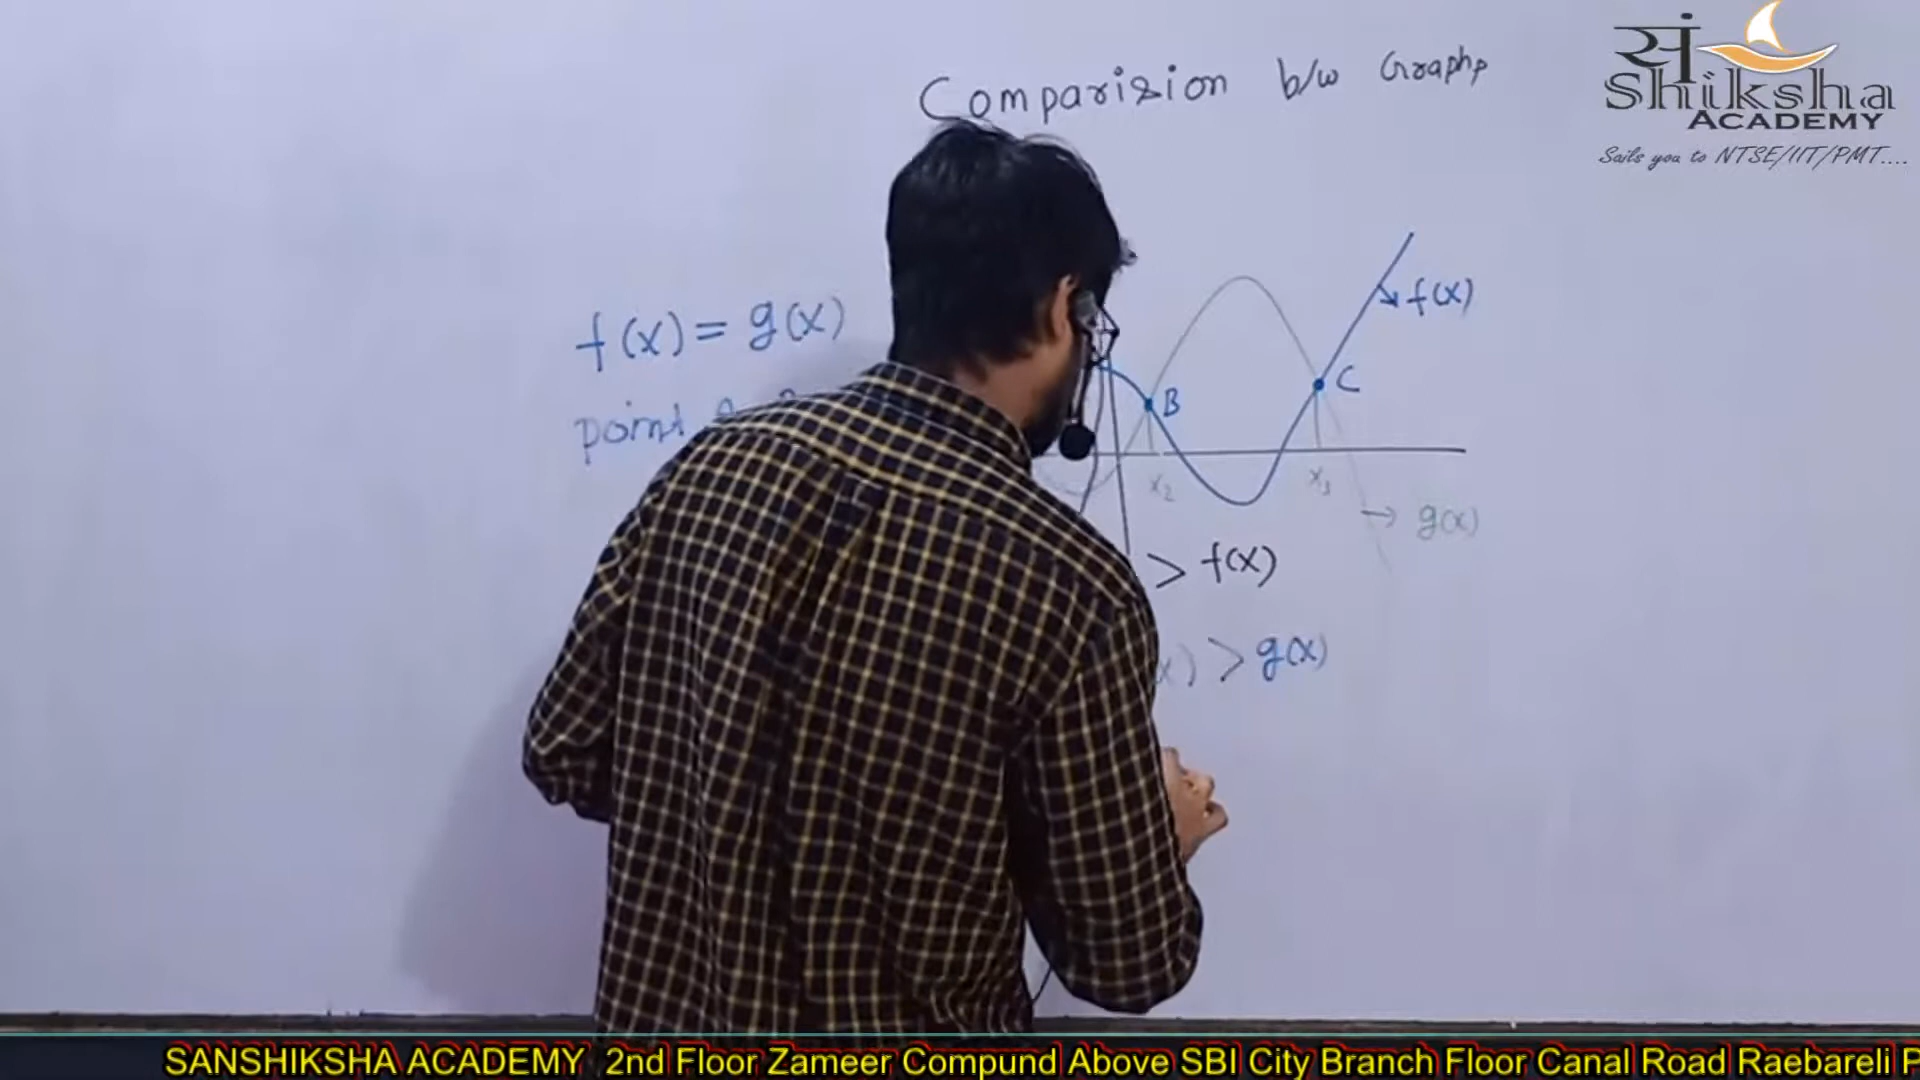 Comparision b/w Graphs
सं
Shiksha
ACADEMY
Sails you to NTSE/IIT/PMT....
f(x) = g(x)
point
f(x)
B
C
x₂
x₃
g(x)
> f(x)
x) > g(x)
SANSHIKSHA ACADEMY 2nd Floor Zameer Compund Above SBI City Branch Floor Canal Road Raebareli P